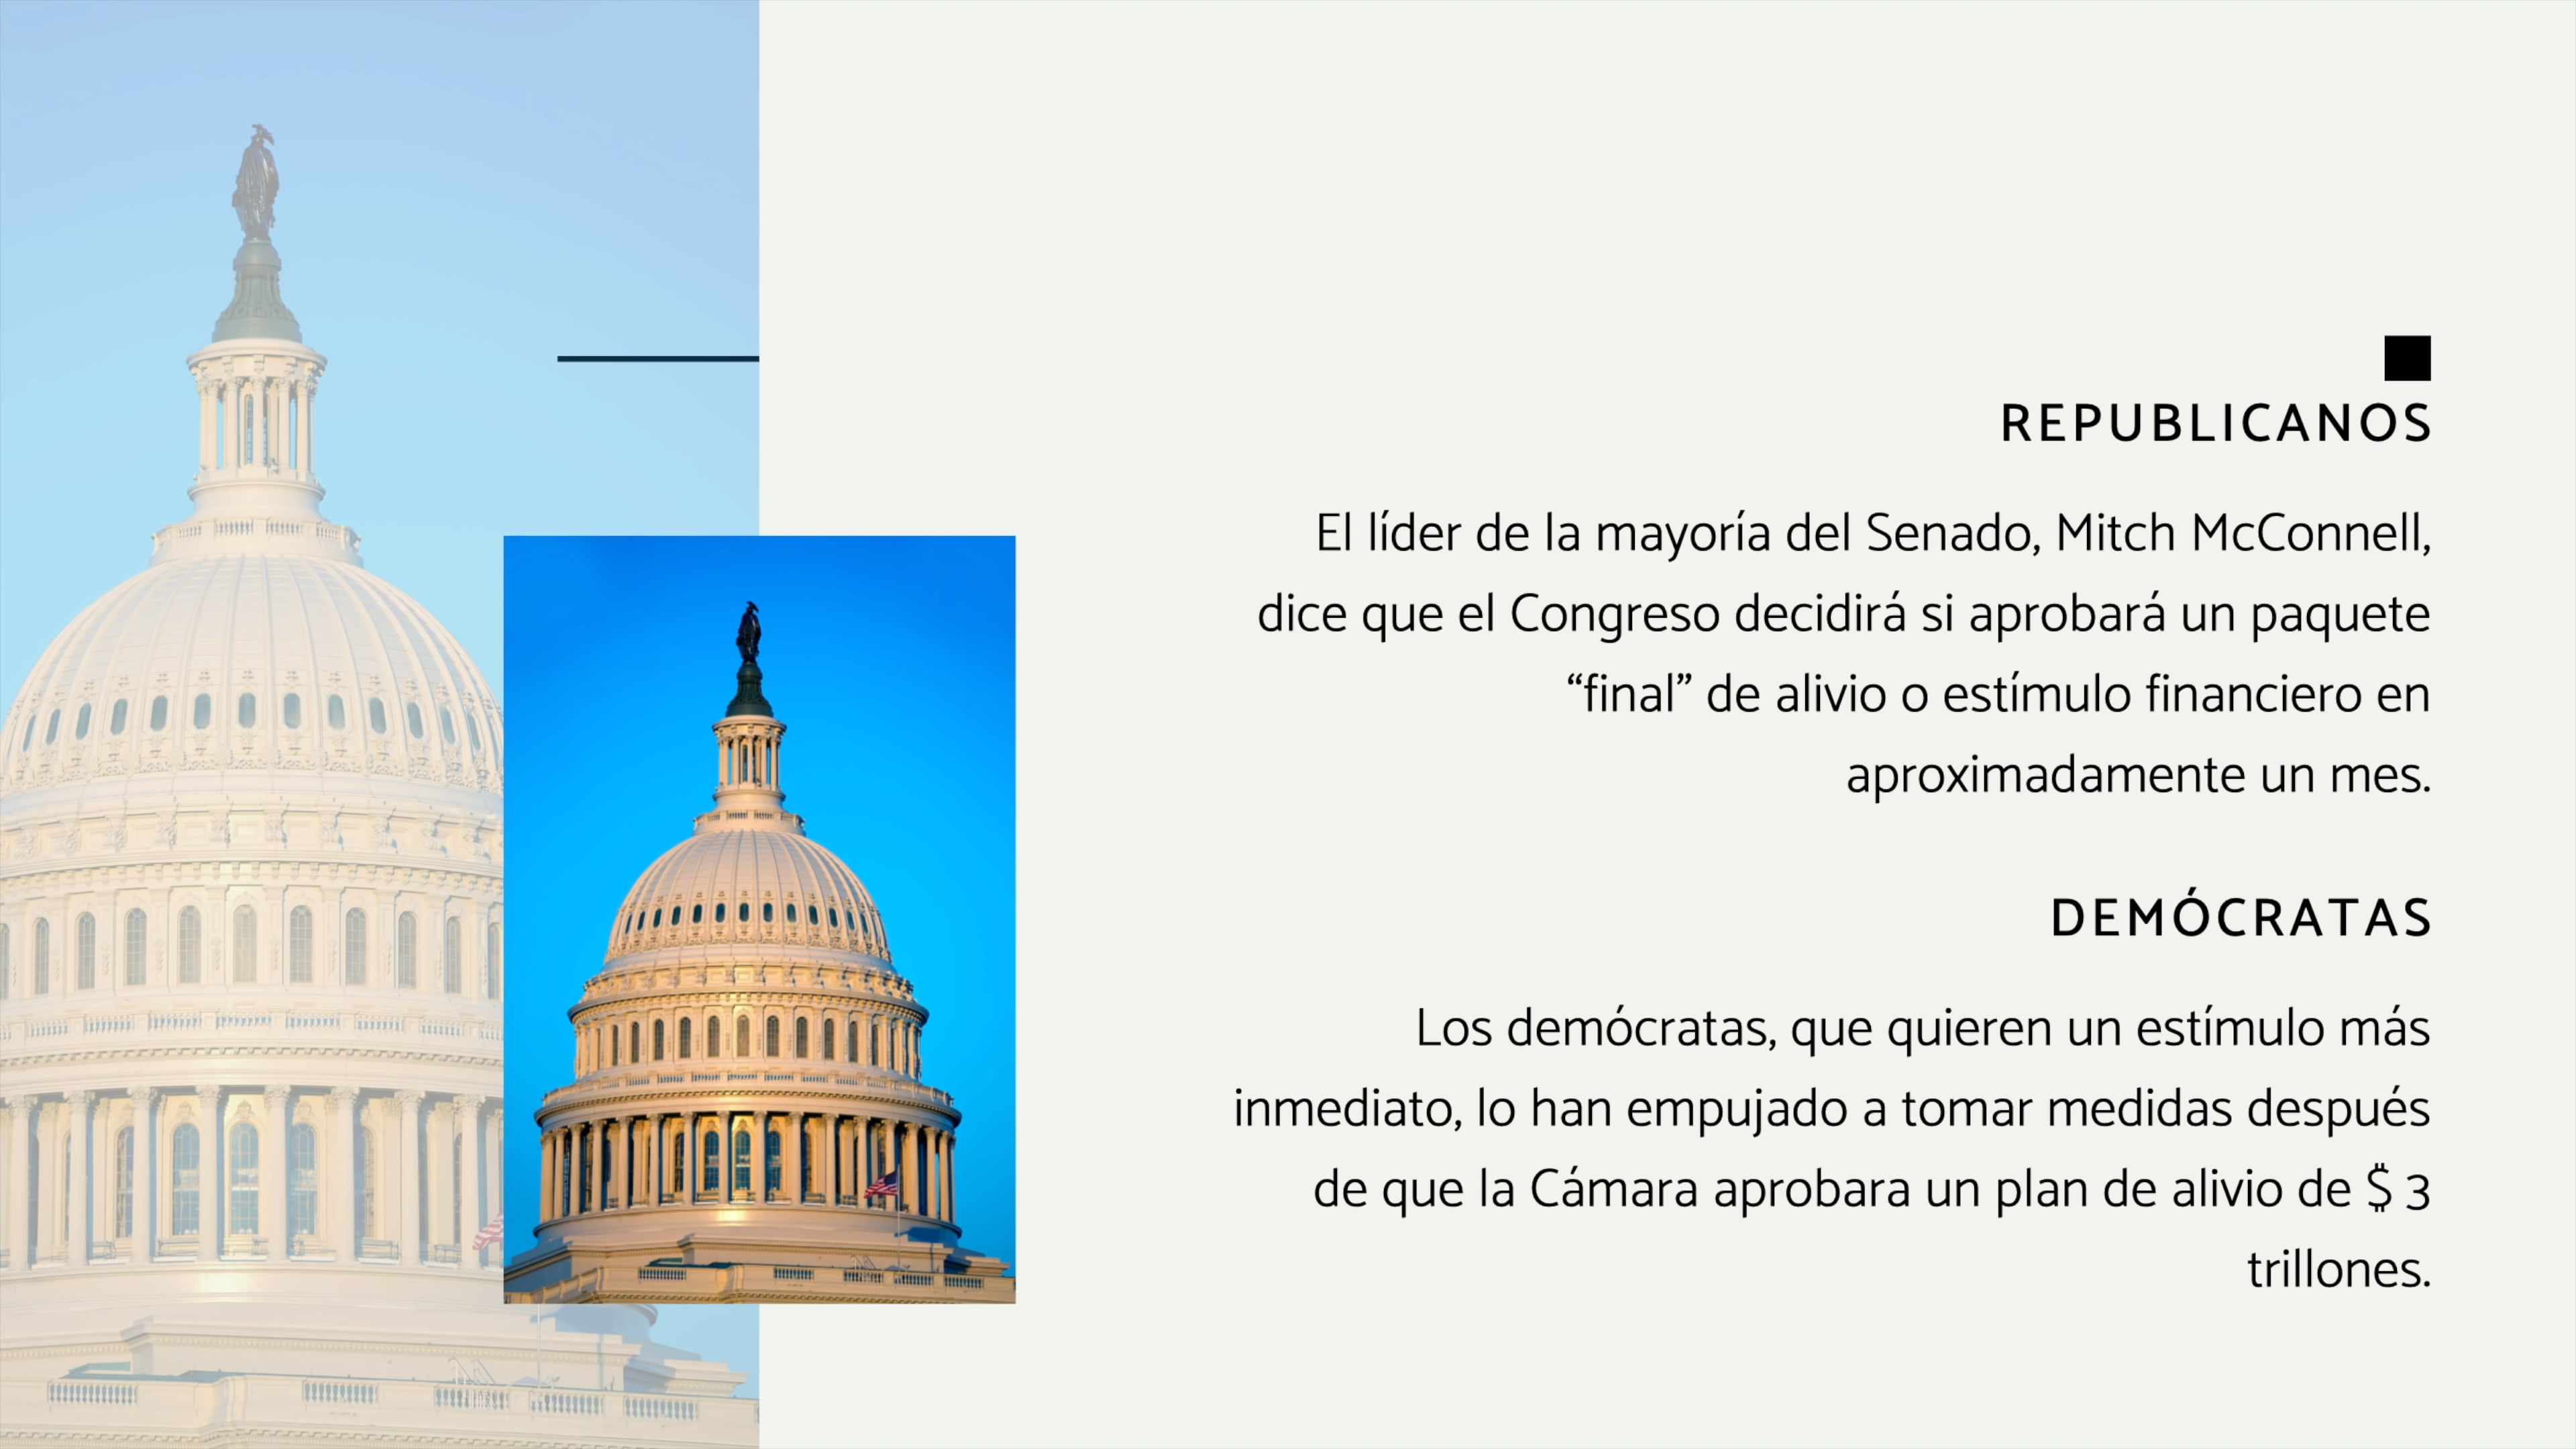 REPUBLICANOS
El líder de la mayoría del Senado, Mitch McConnell,
dice que el Congreso decidirá si aprobará un paquete
“final” de alivio o estímulo financiero en
aproximadamente un mes.
DEMÓCRATAS
Los demócratas, que quieren un estímulo más
inmediato, lo han empujado a tomar medidas después
de que la Cámara aprobara un plan de alivio de $ 3
trillones.